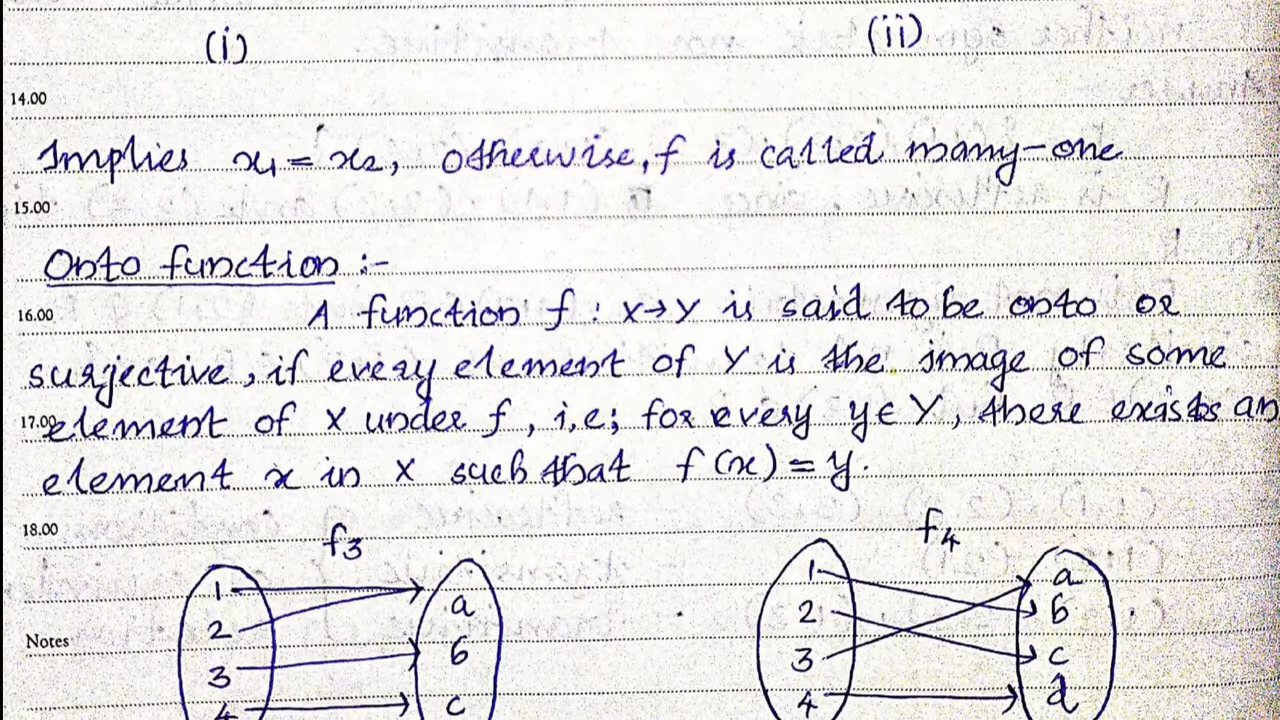 (i) (ii)
14.00
Implies x₁ = x₂, otherwise, f is called many-one
15.00
Onto function :-
16.00 A function f : X→Y is said to be onto or
surjective, if every element of Y is the image of some
17.00 element of X under f, i,e; for every y∈Y, there exists an
element x in X such that f(x) = y.
18.00
f3 f4
1 a 1 a
2 b 2 b
3 c 3 c
4 4 d
Notes